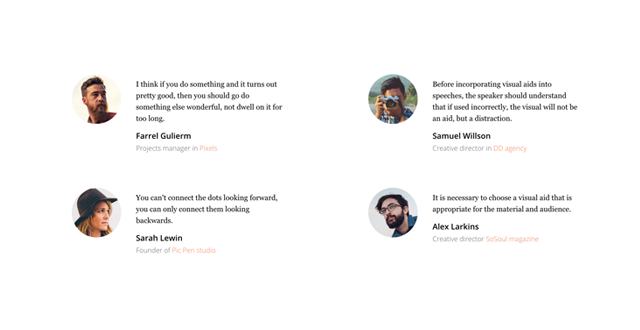 I think if you do something and it turns out
pretty good, then you should go do
something else wonderful, not dwell on it for
too long.
Farrel Gulierm
Projects manager in Pixels
Before incorporating visual aids into
speeches, the speaker should understand
that if used incorrectly, the visual will not be
an aid, but a distraction.
Samuel Willson
Creative director in DD agency
You can't connect the dots looking forward,
you can only connect them looking
backwards.
Sarah Lewin
Founder of Pic Pen studio
It is necessary to choose a visual aid that is
appropriate for the material and audience.
Alex Larkins
Creative director SoSoul magazine